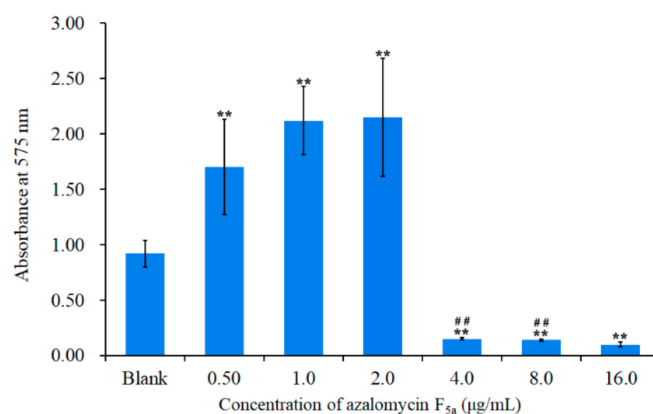 3.00
**
2.50
**
**
2.00
1.50
1.00
0.50
## ##
** ** **
0.00
Blank 0.50 1.0 2.0 4.0 8.0 16.0
Absorbance at 575 nm
Concentration of azalomycin F5a (μg/mL)